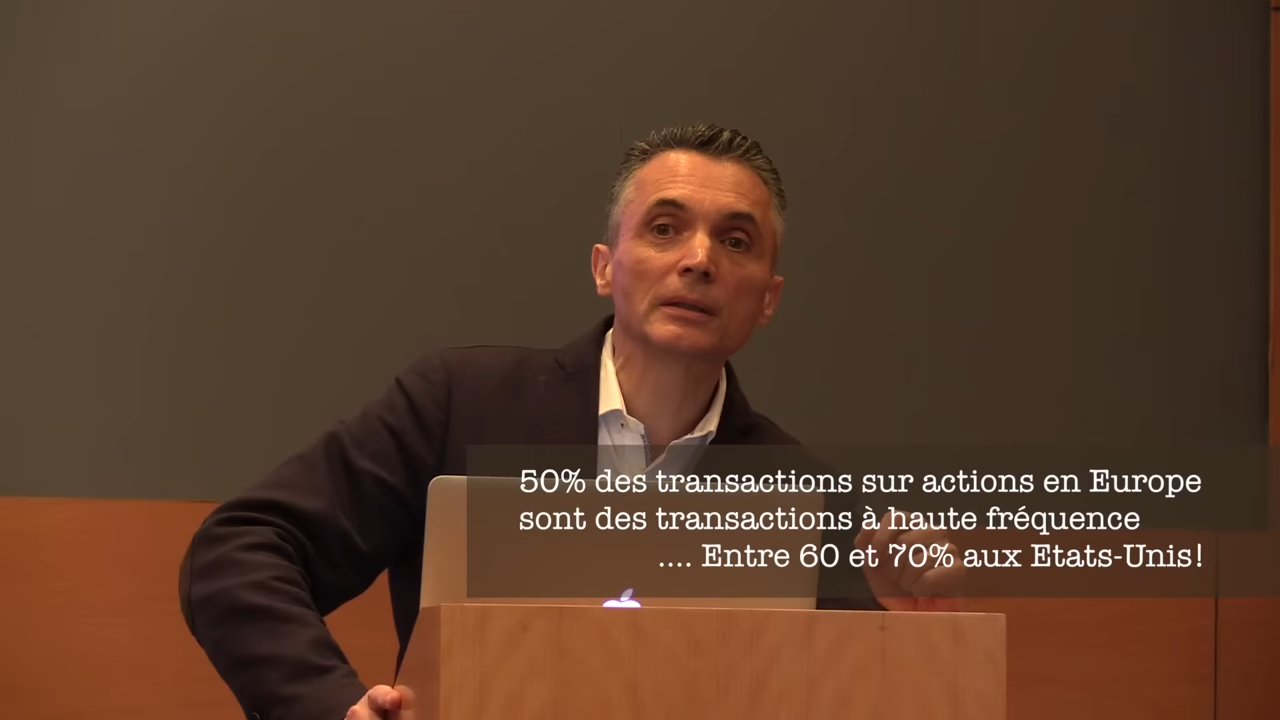 50% des transactions sur actions en Europe
sont des transactions à haute fréquence
.... Entre 60 et 70% aux Etats-Unis!